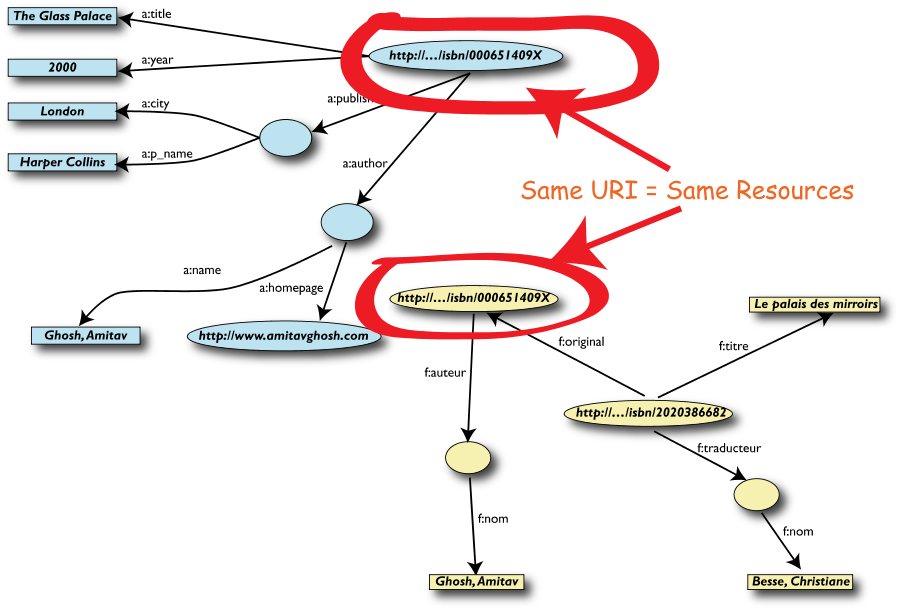 The Glass Palace
a:title
http://.../isbn/000651409X
2000
a:year
a:city
London
a:p_name
Harper Collins
a:author
Same URI = Same Resources
a:name
a:homepage
http://.../isbn/000651409X
Le palais des mirroirs
Ghosh, Amitav
http://www.amitavghosh.com
f:original
f:titre
f:auteur
http://.../isbn/2020386682
f:traducteur
f:nom
f:nom
Ghosh, Amitav
Besse, Christiane